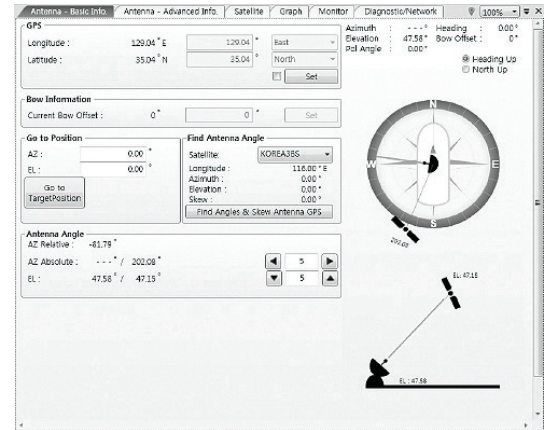 Antenna - Basic Info. Antenna - Advanced Info. Satellite Graph Monitor Diagnostic/Network 100%
GPS
Longitude : 129.04 ° E 129.04 ° East
Latitude : 35.04 ° N 35.04 ° North
Set
Bow Information
Current Bow Offset : 0° 0 ° Set
Go to Position
AZ : 0.00 °
EL : 0.00 °
Go to
TargetPosition
Find Antenna Angle
Satellite: KOREA3BS
Longitude : 116.00 ° E
Azimuth : 0.00 °
Elevation : 0.00 °
Skew : 0.00 °
Find Angles & Skew Antenna GPS
Antenna Angle
AZ Relative : -81.79 °
AZ Absolute : ---° / 202.08 ° 5
EL : 47.58 ° / 47.15 ° 5
Azimuth : ---° Heading : 0.00°
Elevation : 47.58° Bow Offset : 0°
Pol Angle : 0.00°
Heading Up
North Up
N
W E
S
202.08
EL: 47.15
EL : 47.58